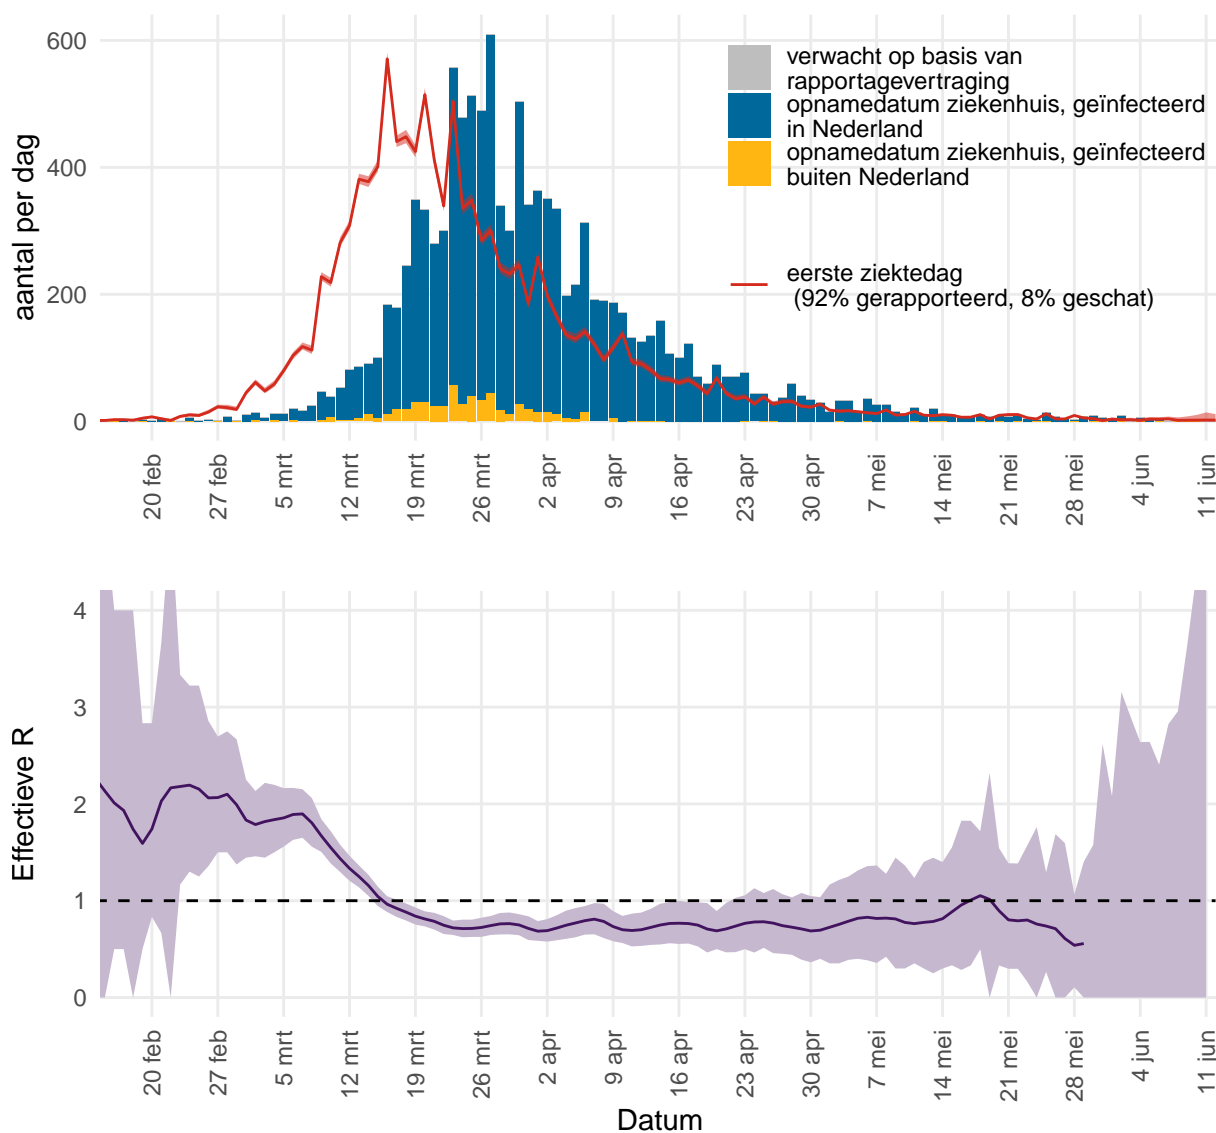 aantal per dag
600
400
200
0
verwacht op basis van
rapportagevertraging
opnamedatum ziekenhuis, geïnfecteerd
in Nederland
opnamedatum ziekenhuis, geïnfecteerd
buiten Nederland
eerste ziektedag
(92% gerapporteerd, 8% geschat)
20 feb
27 feb
5 mrt
12 mrt
19 mrt
26 mrt
2 apr
9 apr
16 apr
23 apr
30 apr
7 mei
14 mei
21 mei
28 mei
4 jun
11 jun
Effectieve R
4
3
2
1
0
20 feb
27 feb
5 mrt
12 mrt
19 mrt
26 mrt
2 apr
9 apr
16 apr
23 apr
30 apr
7 mei
14 mei
21 mei
28 mei
4 jun
11 jun
Datum